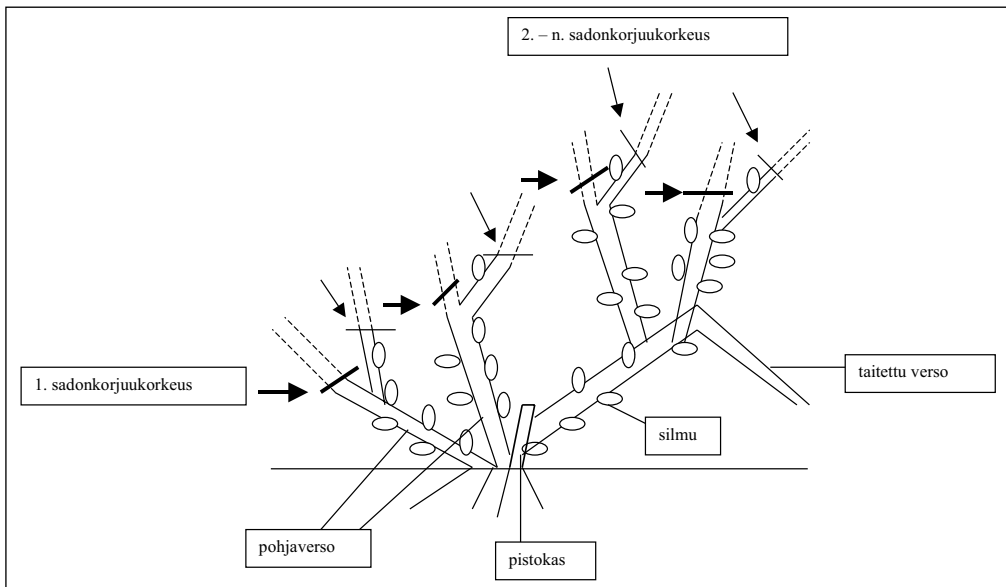 2. – n. sadonkorjuukorkeus
1. sadonkorjuukorkeus
taitettu verso
silmu
pohjaverso
pistokas